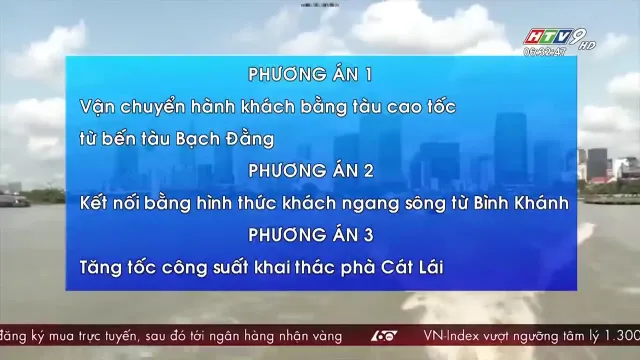 HTV9 HD
06:32:47
PHƯƠNG ÁN 1
Vận chuyển hành khách bằng tàu cao tốc
từ bến tàu Bạch Đằng
PHƯƠNG ÁN 2
Kết nối bằng hình thức khách ngang sông từ Bình Khánh
PHƯƠNG ÁN 3
Tăng tốc công suất khai thác phà Cát Lái
đăng ký mua trực tuyến, sau đó tới ngân hàng nhận vàng 60 VN-Index vượt ngưỡng tâm lý 1.300